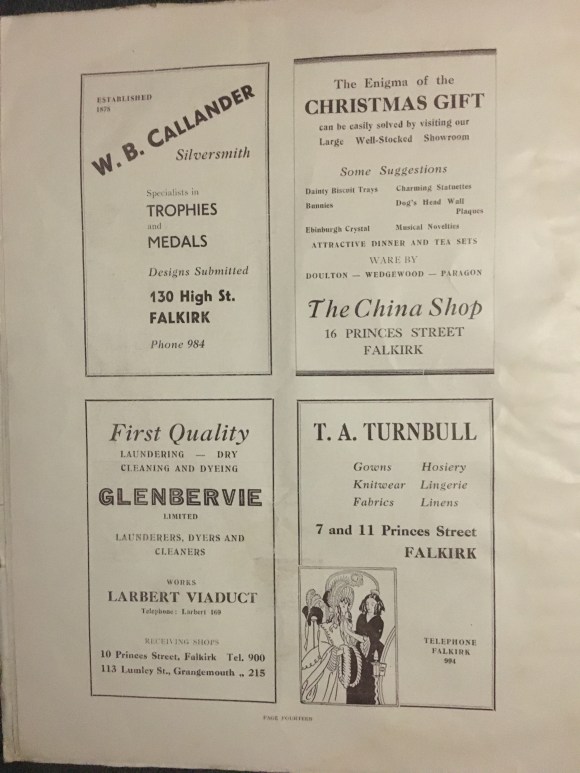 ESTABLISHED
1878
W. B. CALLANDER
Silversmith
Specialists in
TROPHIES
and
MEDALS
Designs Submitted
130 High St.
FALKIRK
Phone 984
The Enigma of the
CHRISTMAS GIFT
can be easily solved by visiting our
Large Well-Stocked Showroom
Some Suggestions
Dainty Biscuit Trays Charming Statuettes
Bunnies Dog's Head Wall
Plaques
Ebinburgh Crystal Musical Novelties
ATTRACTIVE DINNER AND TEA SETS
WARE BY
DOULTON — WEDGEWOOD — PARAGON
The China Shop
16 PRINCES STREET
FALKIRK
First Quality
LAUNDERING — DRY
CLEANING AND DYEING
GLENBERVIE
LIMITED
LAUNDERERS, DYERS AND
CLEANERS
WORKS
LARBERT VIADUCT
Telephone: Larbert 160
RECEIVING SHOPS
10 Princes Street, Falkirk Tel. 900
113 Lumley St., Grangemouth ,, 215
T. A. TURNBULL
Gowns Hosiery
Knitwear Lingerie
Fabrics Linens
7 and 11 Princes Street
FALKIRK
TELEPHONE
FALKIRK
994
PAGE FOURTEEN